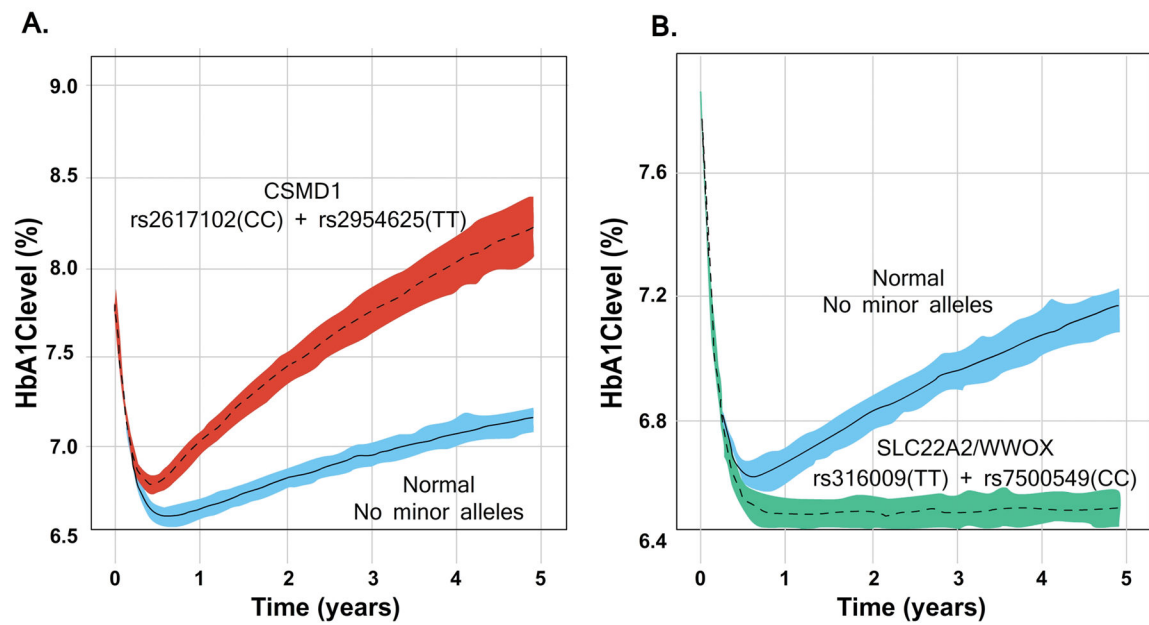 A.
HbA1Clevel (%)
9.0
8.5
8.0
7.5
7.0
6.5
CSMD1
rs2617102(CC) + rs2954625(TT)
Normal
No minor alleles
0 1 2 3 4 5
Time (years)
B.
HbA1Clevel (%)
7.6
7.2
6.8
6.4
Normal
No minor alleles
SLC22A2/WWOX
rs316009(TT) + rs7500549(CC)
0 1 2 3 4 5
Time (years)